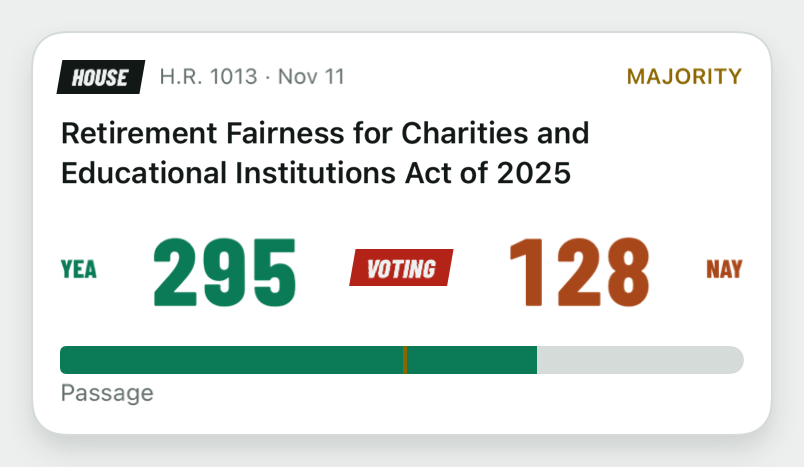 HOUSE H.R. 1013 · Nov 11 MAJORITY
Retirement Fairness for Charities and
Educational Institutions Act of 2025
YEA 295 VOTING 128 NAY
Passage